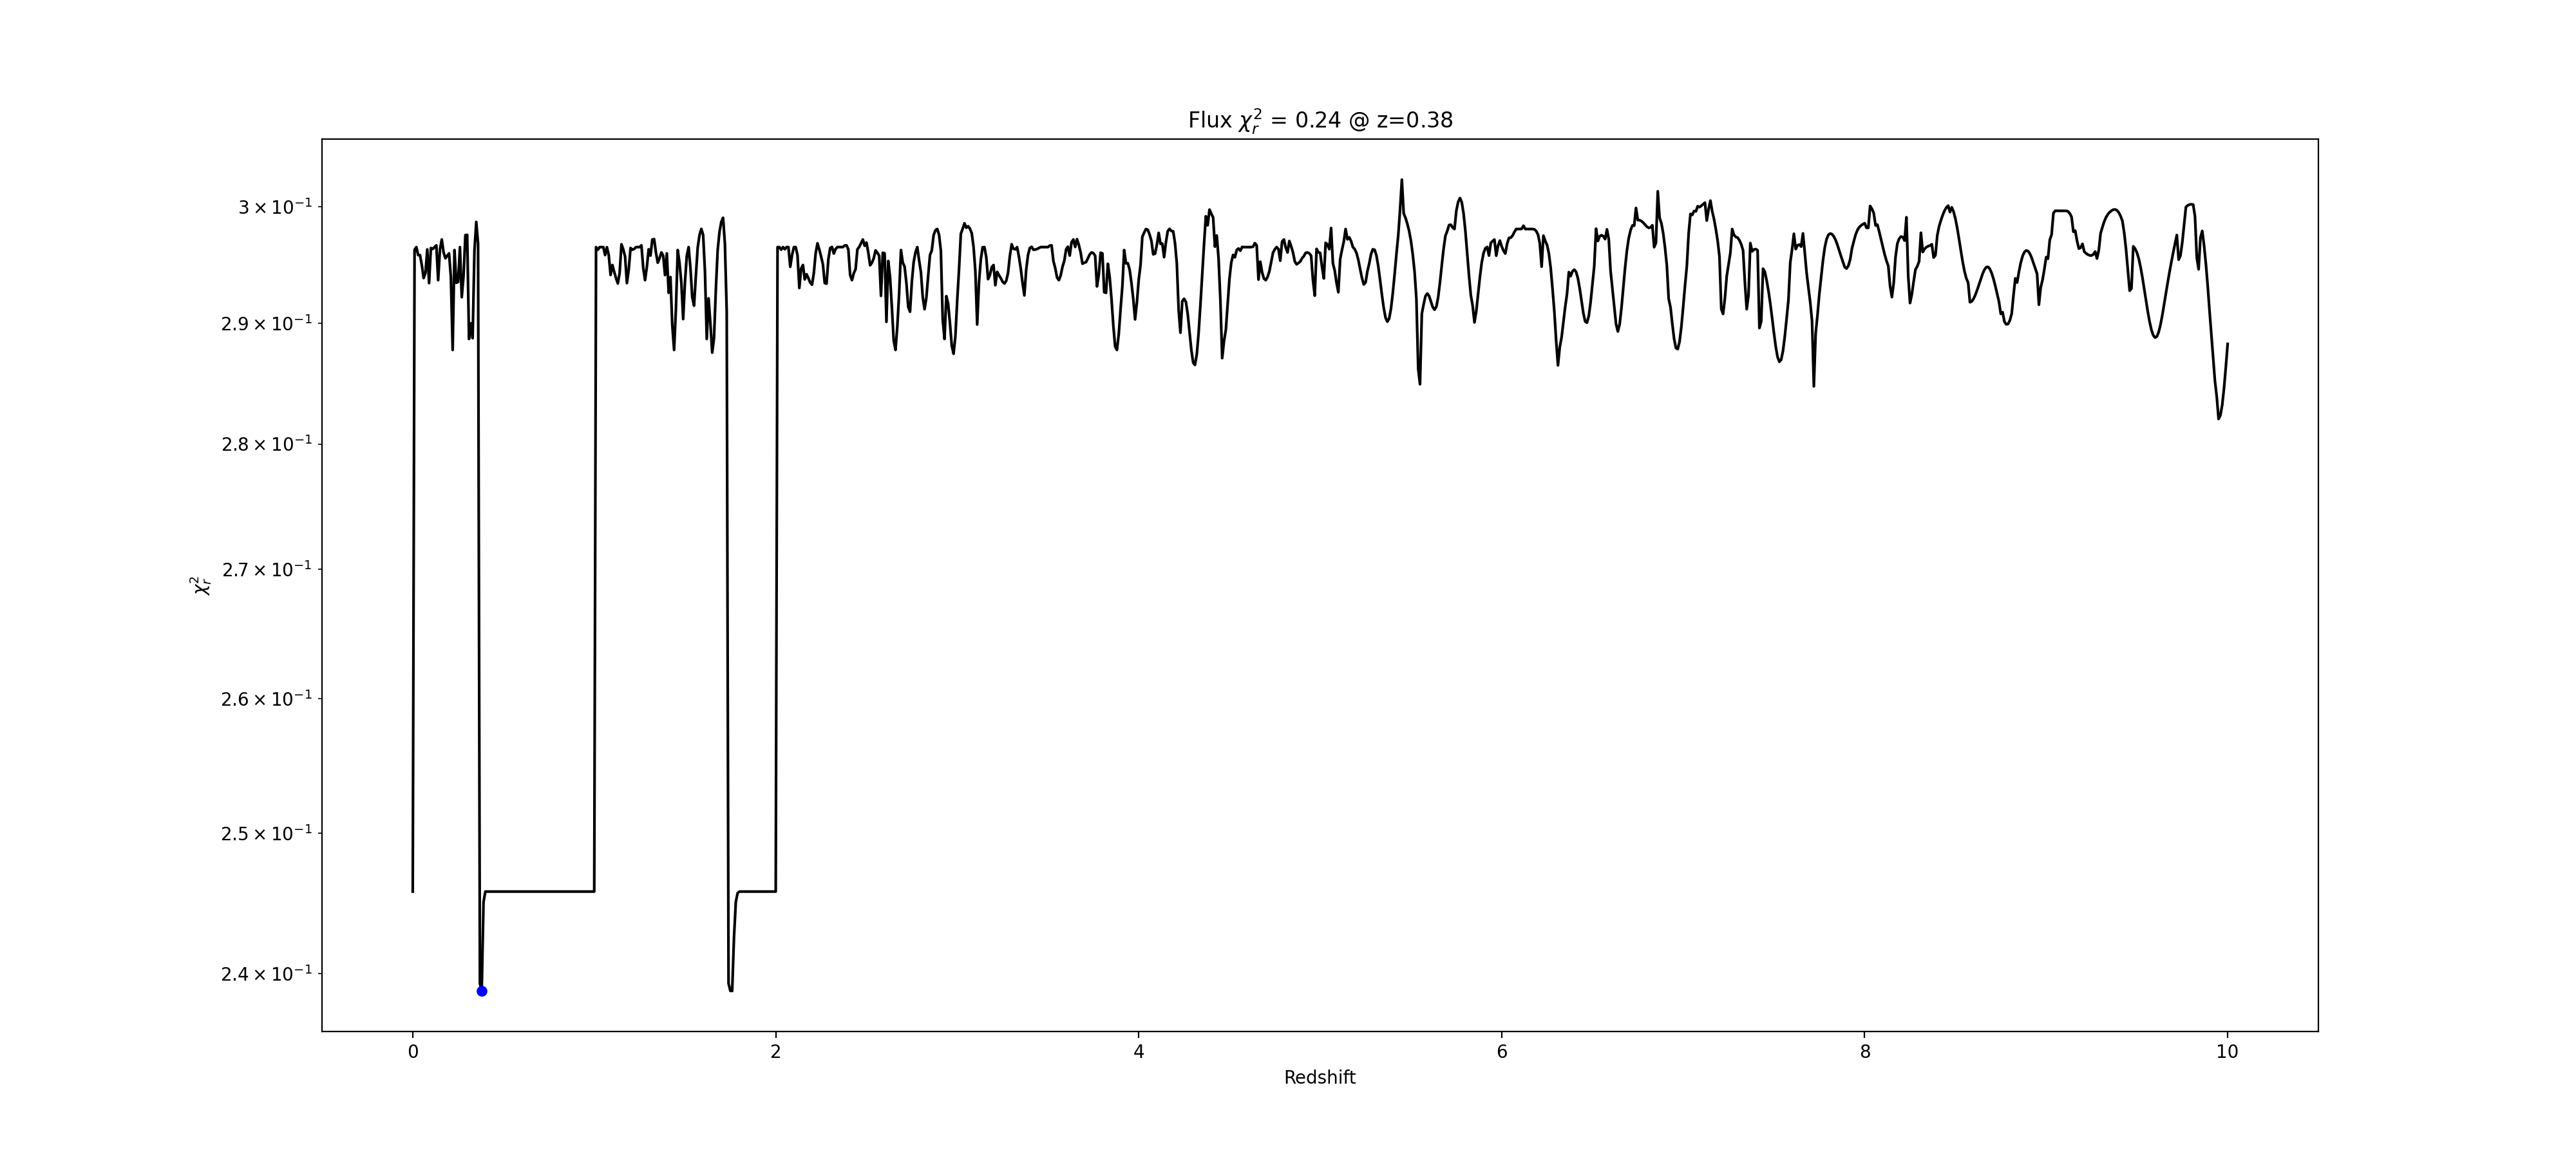 Flux χ²ᵣ = 0.24 @ z=0.38
3 × 10⁻¹
2.9 × 10⁻¹
2.8 × 10⁻¹
2.7 × 10⁻¹
2.6 × 10⁻¹
2.5 × 10⁻¹
2.4 × 10⁻¹
χ²ᵣ
0 2 4 6 8 10
Redshift